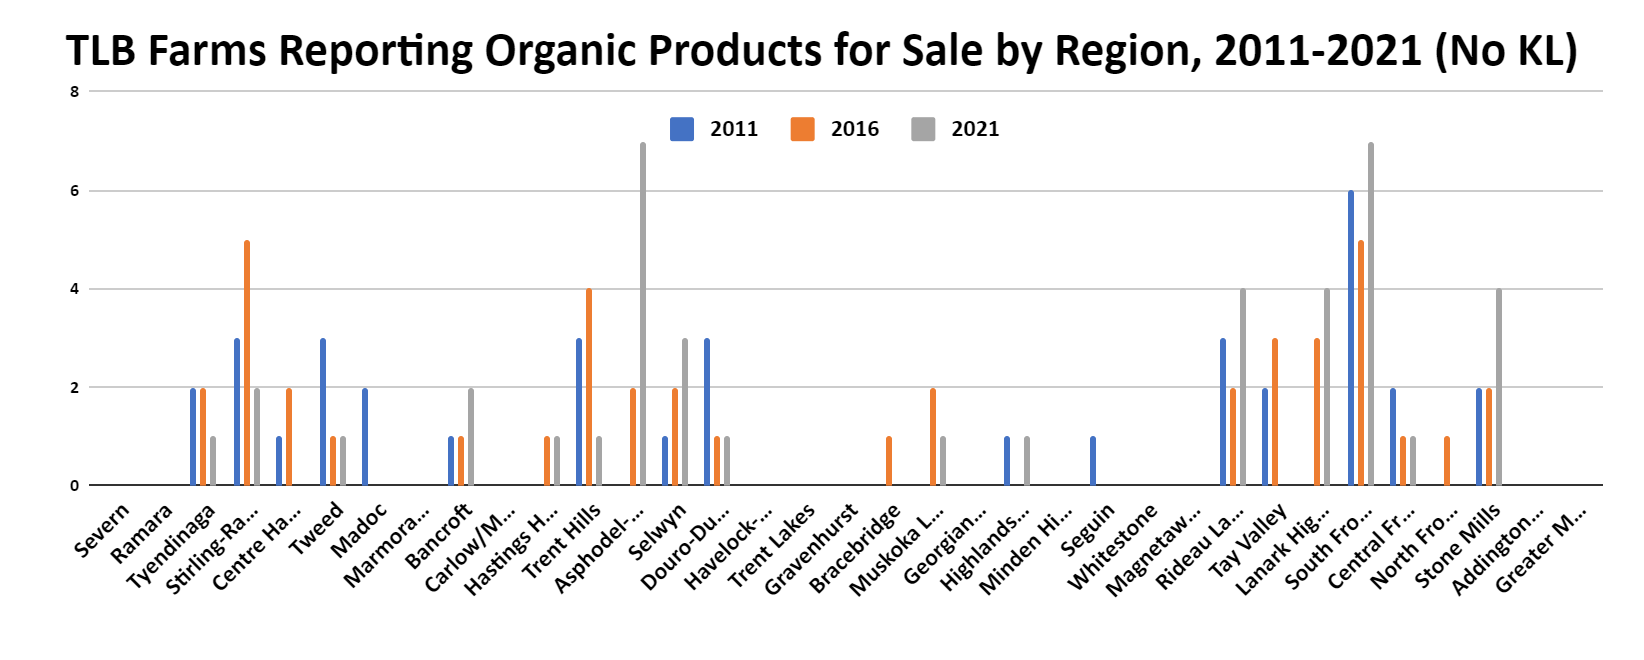 TLB Farms Reporting Organic Products for Sale by Region, 2011-2021 (No KL)
8
2011 2016 2021
6
4
2
0
Severn
Ramara
Tyendinaga
Stirling-Ra...
Centre Ha...
Tweed
Madoc
Marmora...
Bancroft
Carlow/M...
Hastings H...
Trent Hills
Asphodel-...
Selwyn
Douro-Du...
Havelock-...
Trent Lakes
Gravenhurst
Bracebridge
Muskoka L...
Georgian...
Highlands...
Minden Hi...
Seguin
Whitestone
Magnetaw...
Rideau La...
Tay Valley
Lanark Hig...
South Fro...
Central Fr...
North Fro...
Stone Mills
Addington...
Greater M...